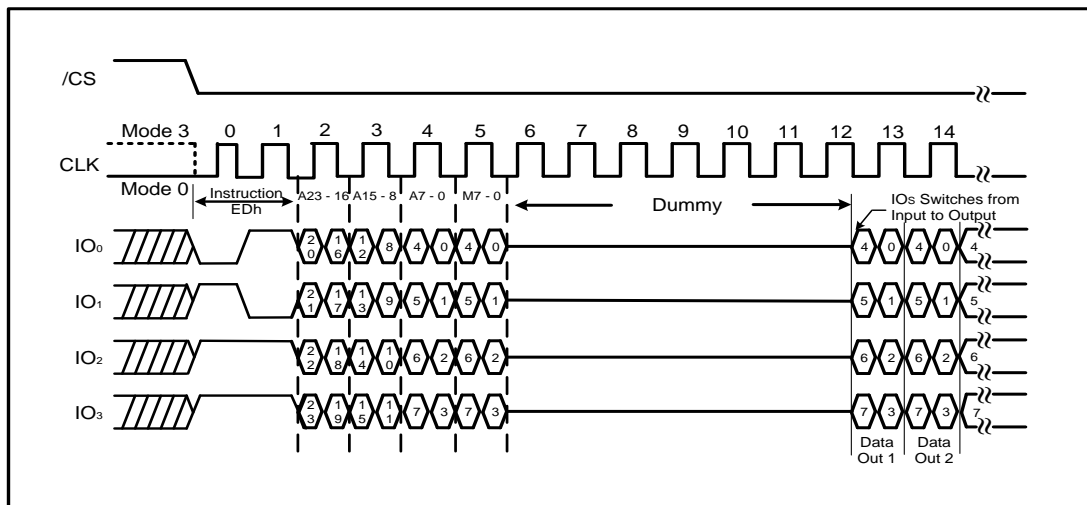 /CS
Mode 3
0 1 2 3 4 5 6 7 8 9 10 11 12 13 14
CLK
Mode 0
Instruction
EDh
A23 - 16 A15 - 8 A7 - 0 M7 - 0
Dummy
IOs Switches from
Input to Output
IO0 20 16 12 8 4 0 4 0 4 0 4 0 4
IO1 21 17 13 9 5 1 5 1 5 1 5 1 5
IO2 22 18 14 10 6 2 6 2 6 2 6 2 6
IO3 23 19 15 11 7 3 7 3 7 3 7 3 7
Data
Out 1
Data
Out 2